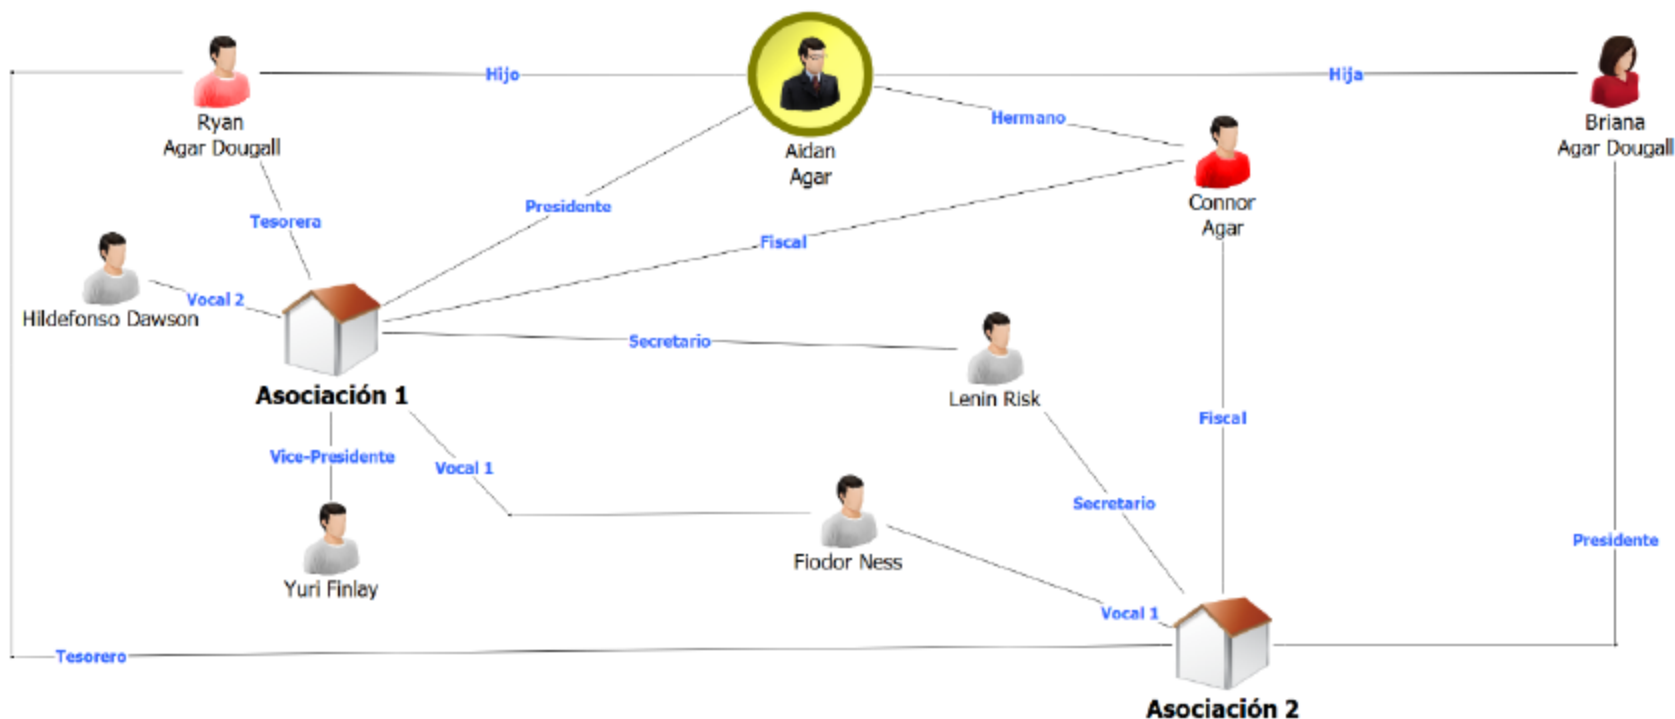 Hijo
Hija
Hermano
Ryan
Agar Dougall
Aidan
Agar
Briana
Agar Dougall
Connor
Agar
Presidente
Tesorera
Fiscal
Vocal 2
Hildefonso Dawson
Secretario
Asociación 1
Lenin Risk
Fiscal
Vice-Presidente
Vocal 1
Secretario
Presidente
Fiodor Ness
Yuri Finlay
Vocal 1
Tesorero
Asociación 2